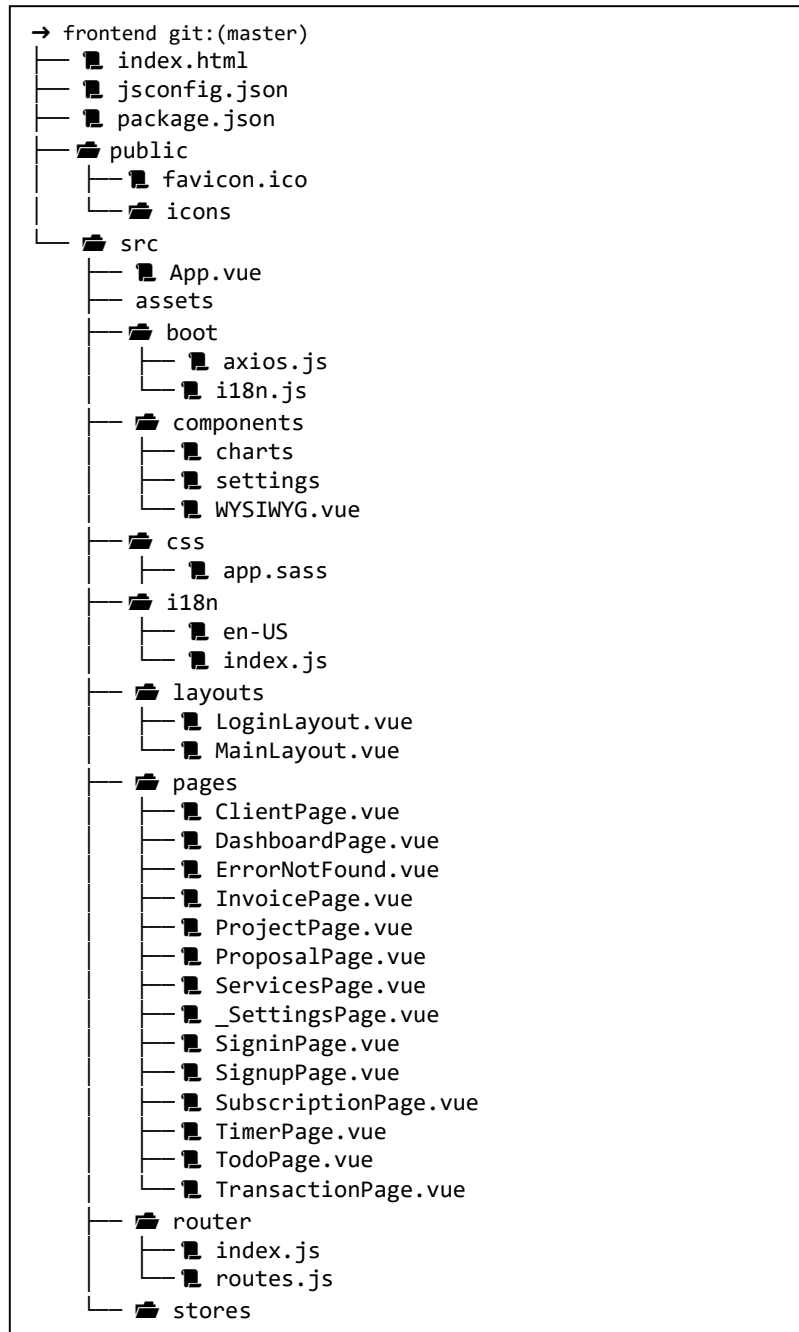 ➜ frontend git:(master)
├── index.html
├── jsconfig.json
├── package.json
├── public
│   ├── favicon.ico
│   └── icons
└── src
    ├── App.vue
    ├── assets
    ├── boot
    │   ├── axios.js
    │   └── i18n.js
    ├── components
    │   ├── charts
    │   ├── settings
    │   └── WYSIWYG.vue
    ├── css
    │   ├── app.sass
    ├── i18n
    │   ├── en-US
    │   └── index.js
    ├── layouts
    │   ├── LoginLayout.vue
    │   └── MainLayout.vue
    ├── pages
    │   ├── ClientPage.vue
    │   ├── DashboardPage.vue
    │   ├── ErrorNotFound.vue
    │   ├── InvoicePage.vue
    │   ├── ProjectPage.vue
    │   ├── ProposalPage.vue
    │   ├── ServicesPage.vue
    │   ├── _SettingsPage.vue
    │   ├── SigninPage.vue
    │   ├── SignupPage.vue
    │   ├── SubscriptionPage.vue
    │   ├── TimerPage.vue
    │   ├── TodoPage.vue
    │   └── TransactionPage.vue
    ├── router
    │   ├── index.js
    │   └── routes.js
    └── stores